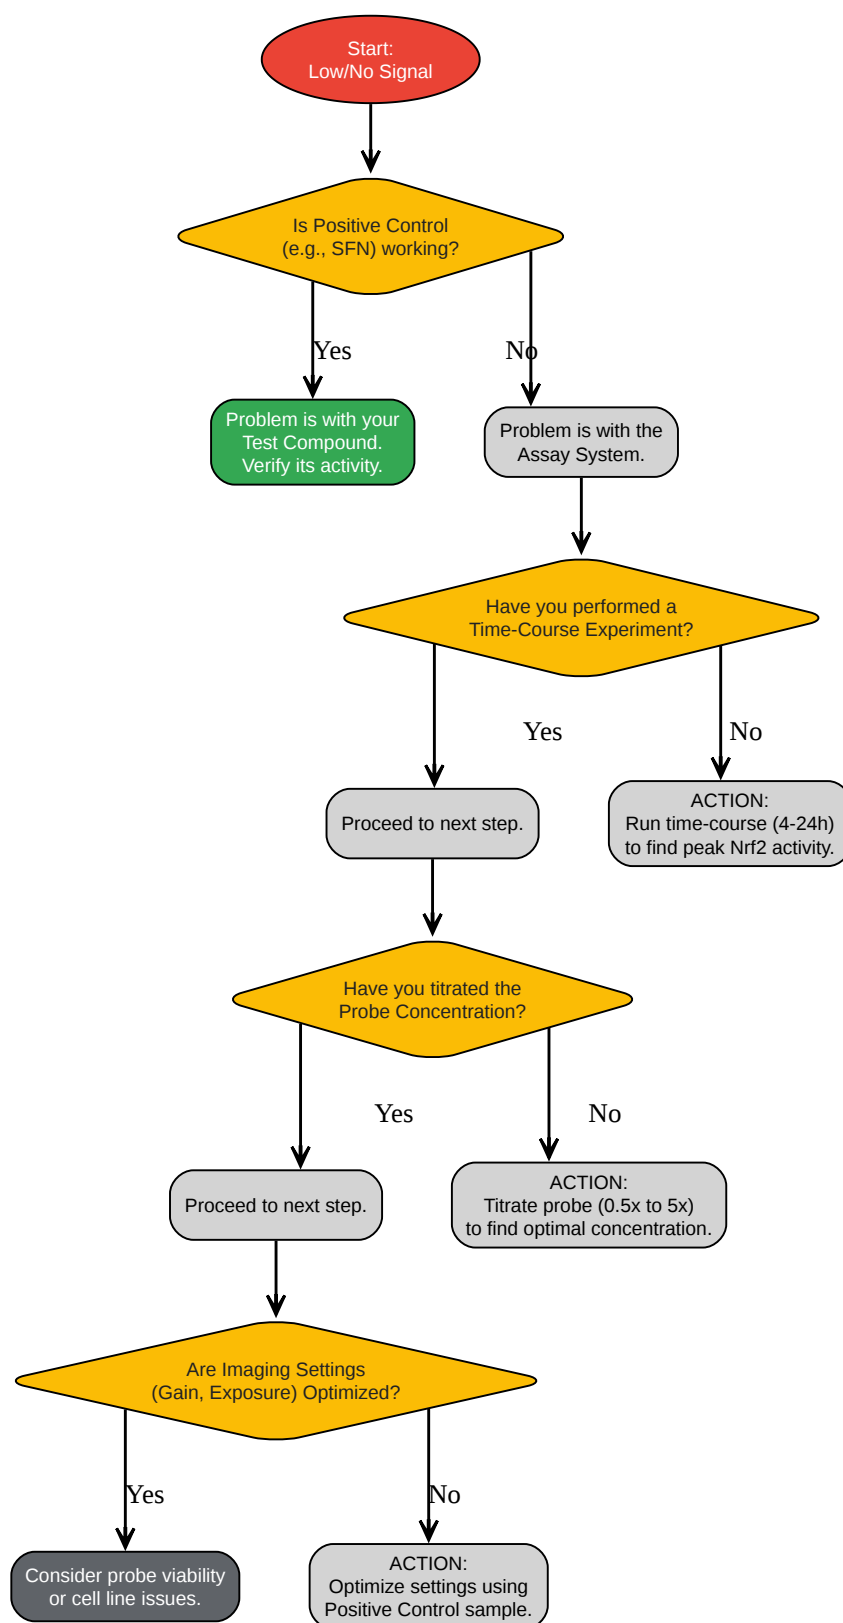 Start:
Low/No Signal
Is Positive Control
(e.g., SFN) working?
Yes
No
Problem is with your
Test Compound.
Verify its activity.
Problem is with the
Assay System.
Have you performed a
Time-Course Experiment?
Yes
No
Proceed to next step.
ACTION:
Run time-course (4-24h)
to find peak Nrf2 activity.
Have you titrated the
Probe Concentration?
Yes
No
Proceed to next step.
ACTION:
Titrate probe (0.5x to 5x)
to find optimal concentration.
Are Imaging Settings
(Gain, Exposure) Optimized?
Yes
No
Consider probe viability
or cell line issues.
ACTION:
Optimize settings using
Positive Control sample.